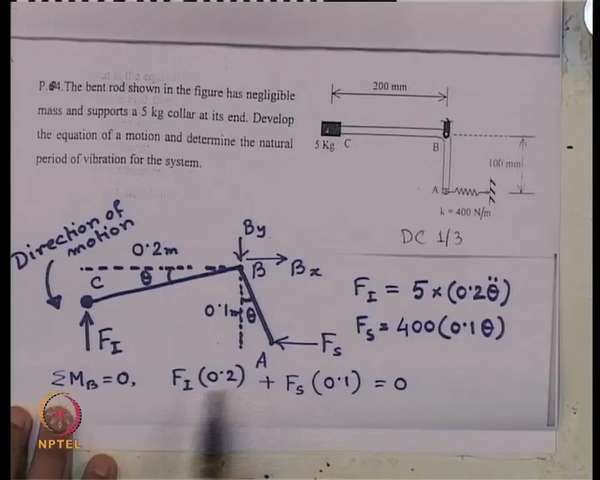 P.64.The bent rod shown in the figure has negligible
mass and supports a 5 kg collar at its end. Develop
the equation of a motion and determine the natural
period of vibration for the system.
200 mm
5 Kg C
B
100 mm
A
k = 400 N/m
DC 1/3
Direction of
motion
0.2m
By
C
θ
B
Bx
0.1m
θ
FI
A
Fs
FI = 5×(0.2θ̈)
Fs = 400(0.1θ)
ΣMB = 0, FI(0.2) + Fs(0.1) = 0
NPTEL